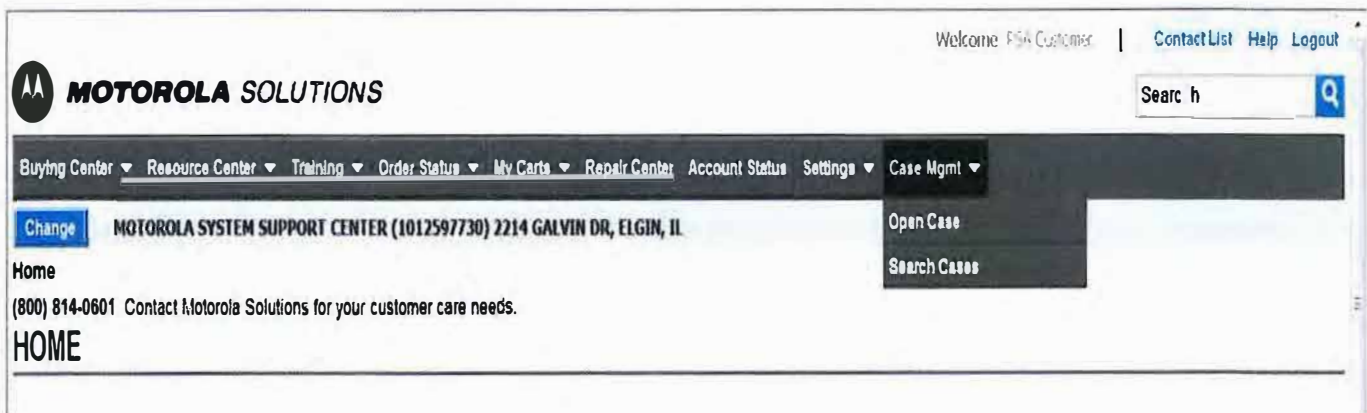 Welcome PSA Customer | Contact List Help Logout
MOTOROLA SOLUTIONS
Searc h
Buying Center Resource Center Training Order Status My Carts Repair Center Account Status Settings Case Mgmt
Change MOTOROLA SYSTEM SUPPORT CENTER (1012597730) 2214 GALVIN DR, ELGIN, IL
Open Case
Home
Search Cases
(800) 814-0601 Contact Motorola Solutions for your customer care needs.
HOME